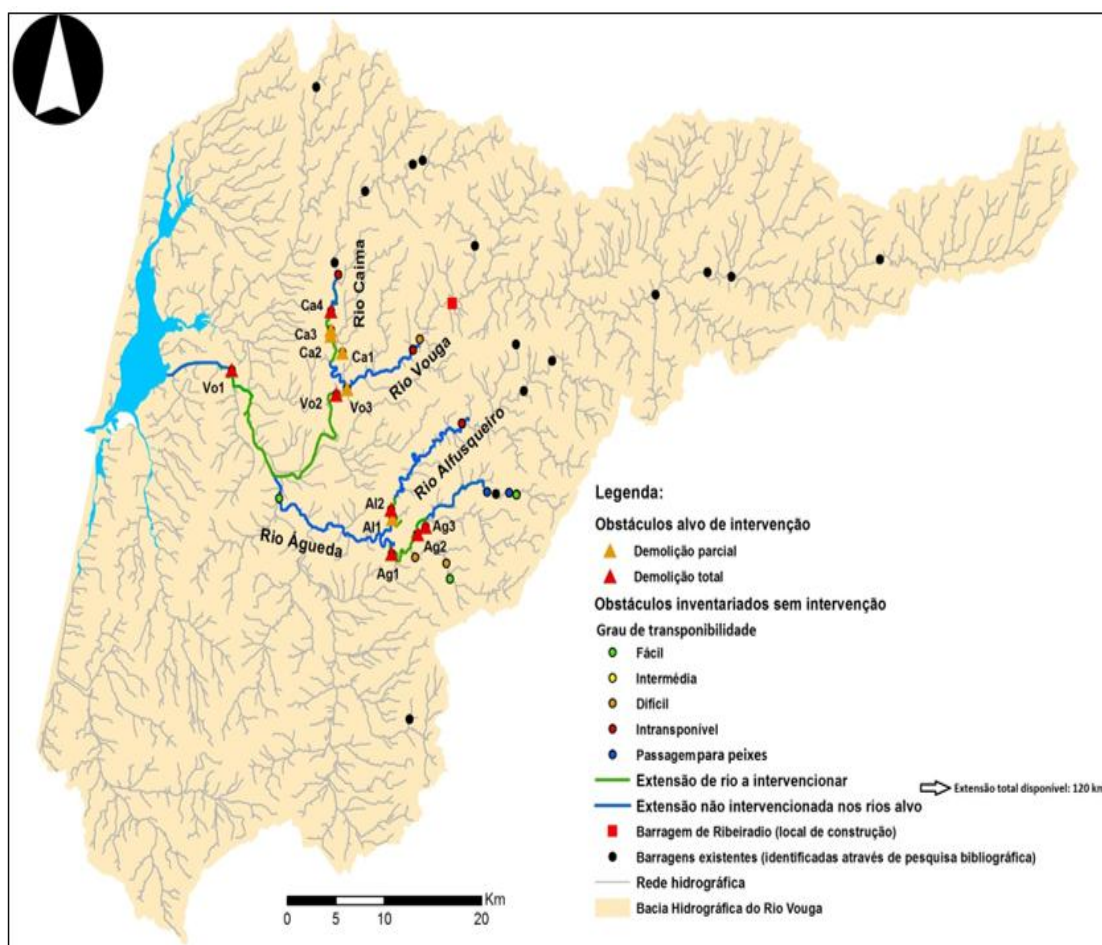 Rio Caima
Ca4
Ca3
Ca2
Ca1
Rio Vouga
Vo1
Vo2
Vo3
Rio Alfusqueiro
Al2
Al1
Ag3
Ag2
Rio Águeda
Ag1
Legenda:
Obstáculos alvo de intervenção
Demolição parcial
Demolição total
Obstáculos inventariados sem intervenção
Grau de transponibilidade
Fácil
Intermédia
Difícil
Intransponível
Passagem para peixes
Extensão de rio a intervencionar
Extensão total disponível: 120 km
Extensão não intervencionada nos rios alvo
Barragem de Ribeiradio (local de construção)
Barragens existentes (identificadas através de pesquisa bibliográfica)
Rede hidrográfica
Bacia Hidrográfica do Rio Vouga
Km
0 5 10 20